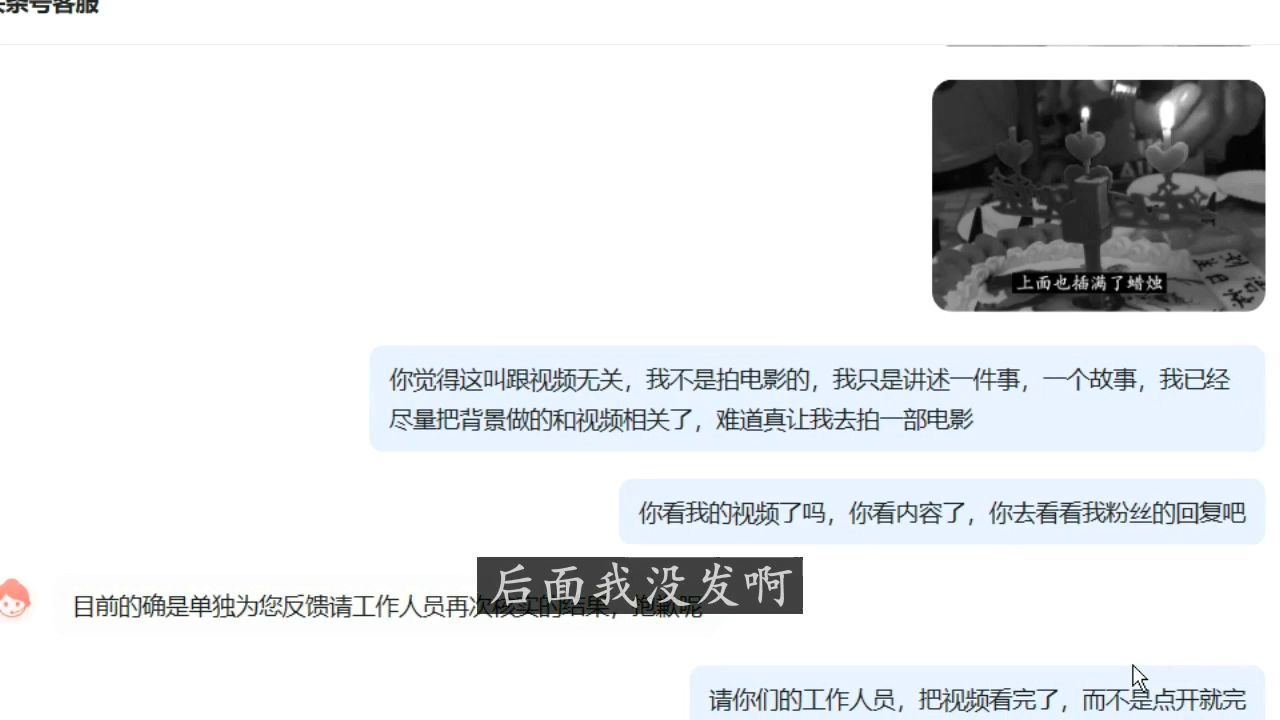 头条号客服
上面也插满了蜡烛
你觉得这叫跟视频无关，我不是拍电影的，我只是讲述一件事，一个故事，我已经
尽量把背景做的和视频相关了，难道真让我去拍一部电影
你看我的视频了吗，你看内容了，你去看看我粉丝的回复吧
后面我没发啊
目前的确是单独为您反馈请工作人员再次核实的结果，抱歉呢
请你们的工作人员，把视频看完了，而不是点开就完